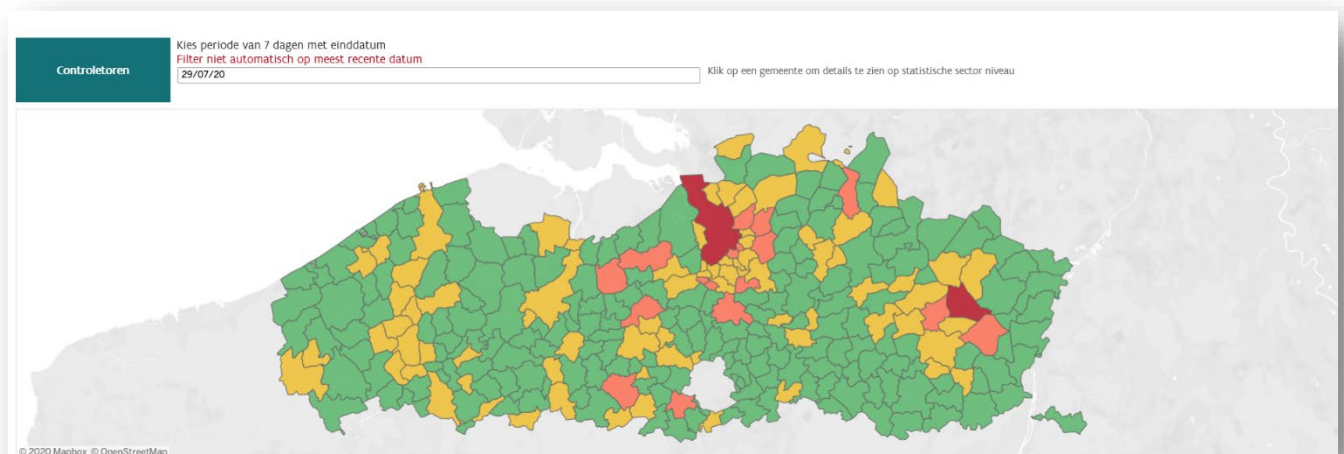 Controletoren
Kies periode van 7 dagen met einddatum
Filter niet automatisch op meest recente datum
29/07/20
Klik op een gemeente om details te zien op statistische sector niveau
© 2020 Mapbox © OpenStreetMap